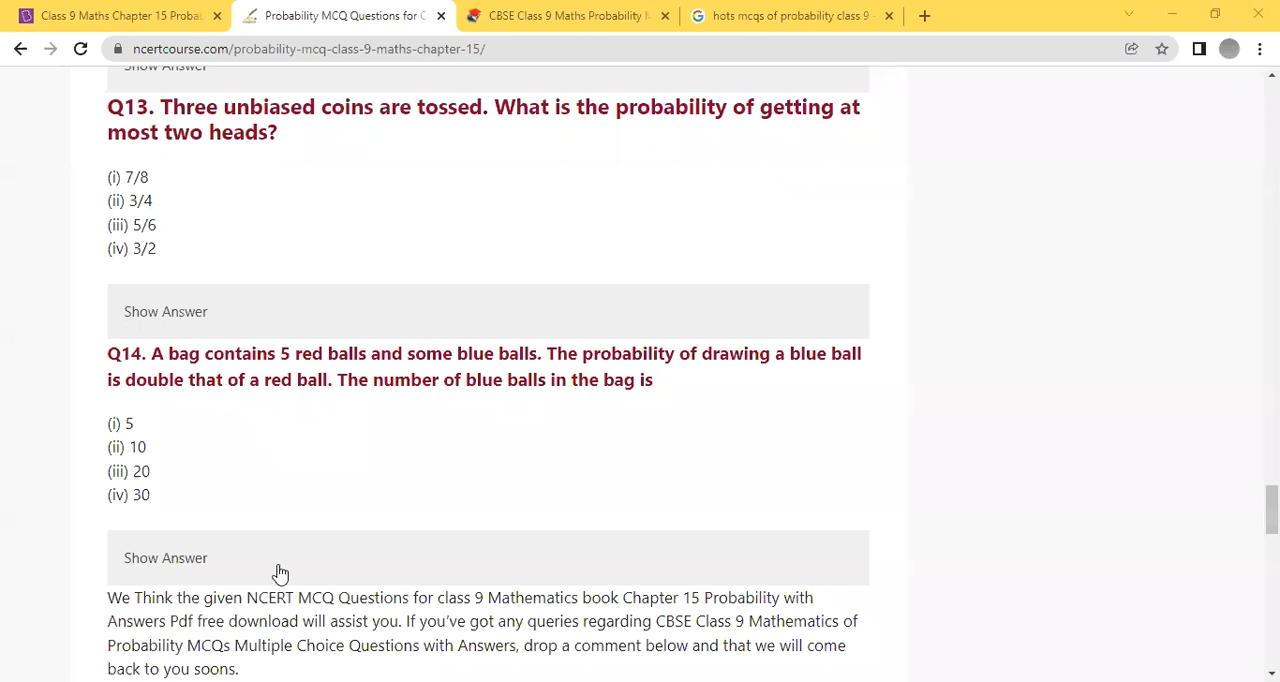 Class 9 Maths Chapter 15 Probat
Probability MCQ Questions for C
CBSE Class 9 Maths Probability
hots mcqs of probability class 9 -
ncertcourse.com/probability-mcq-class-9-maths-chapter-15/
Show Answer
Q13. Three unbiased coins are tossed. What is the probability of getting at
most two heads?
(i) 7/8
(ii) 3/4
(iii) 5/6
(iv) 3/2
Show Answer
Q14. A bag contains 5 red balls and some blue balls. The probability of drawing a blue ball
is double that of a red ball. The number of blue balls in the bag is
(i) 5
(ii) 10
(iii) 20
(iv) 30
Show Answer
We Think the given NCERT MCQ Questions for class 9 Mathematics book Chapter 15 Probability with
Answers Pdf free download will assist you. If you've got any queries regarding CBSE Class 9 Mathematics of
Probability MCQs Multiple Choice Questions with Answers, drop a comment below and that we will come
back to you soons.